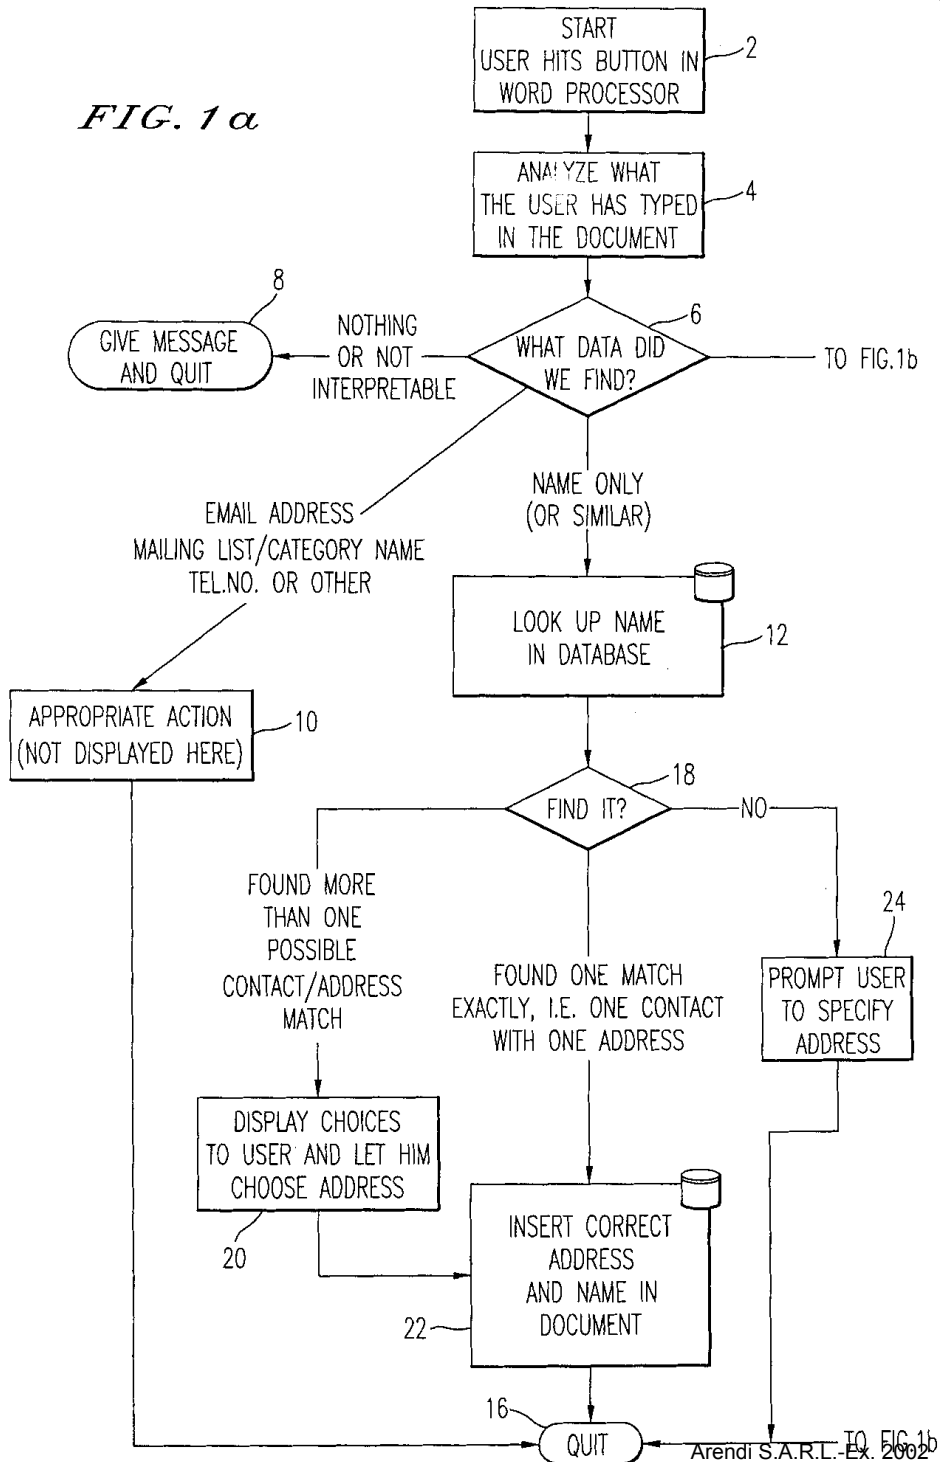 FIG. 1a
START
USER HITS BUTTON IN
WORD PROCESSOR
2
ANALYZE WHAT
THE USER HAS TYPED
IN THE DOCUMENT
4
8
GIVE MESSAGE
AND QUIT
NOTHING
OR NOT
INTERPRETABLE
6
WHAT DATA DID
WE FIND?
TO FIG.1b
EMAIL ADDRESS
MAILING LIST/CATEGORY NAME
TEL.NO. OR OTHER
NAME ONLY
(OR SIMILAR)
LOOK UP NAME
IN DATABASE
12
APPROPRIATE ACTION
(NOT DISPLAYED HERE)
10
18
FIND IT?
NO
FOUND MORE
THAN ONE
POSSIBLE
CONTACT/ADDRESS
MATCH
FOUND ONE MATCH
EXACTLY, I.E. ONE CONTACT
WITH ONE ADDRESS
24
PROMPT USER
TO SPECIFY
ADDRESS
DISPLAY CHOICES
TO USER AND LET HIM
CHOOSE ADDRESS
20
INSERT CORRECT
ADDRESS
AND NAME IN
DOCUMENT
22
16
QUIT
TO FIG.1b
Arendi S.A.R.L.-Ex. 2002